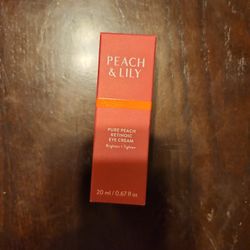 PEACH
& LILY
PURE PEACH
RETINOIC
EYE CREAM
Brighten + Tighten
20 ml / 0.67 fl oz